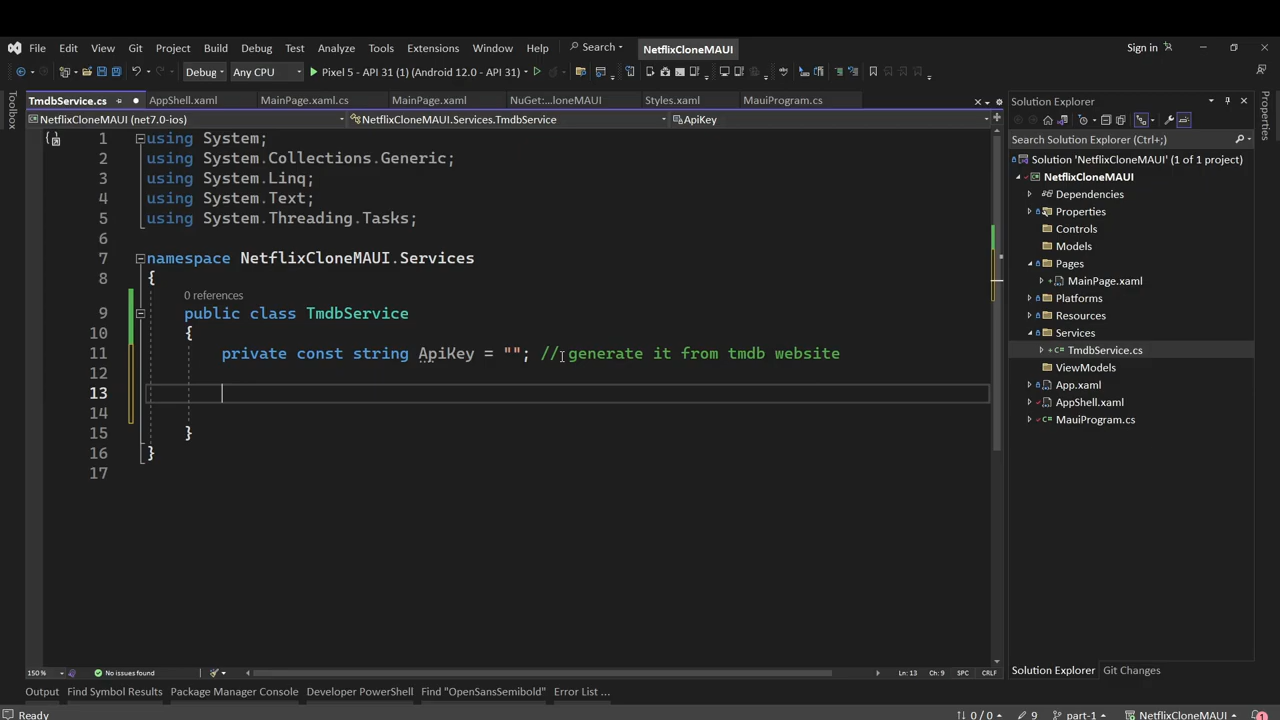 File Edit View Git Project Build Debug Test Analyze Tools Extensions Window Help Search NetflixCloneMAUI Sign in
Debug Any CPU Pixel 5 - API 31 (1) (Android 12.0 - API 31)
TmdbService.cs AppShell.xaml MainPage.xaml.cs MainPage.xaml NuGet:...loneMAUI Styles.xaml MauiProgram.cs
NetflixCloneMAUI (net7.0-ios) NetflixCloneMAUI.Services.TmdbService ApiKey
Toolbox
1 using System;
2 using System.Collections.Generic;
3 using System.Linq;
4 using System.Text;
5 using System.Threading.Tasks;
6
7 namespace NetflixCloneMAUI.Services
8 {
0 references
9 public class TmdbService
10 {
11 private const string ApiKey = ""; // generate it from tmdb website
12
13
14
15 }
16 }
17
150 % No issues found Ln: 13 Ch: 9 SPC CRLF
Solution Explorer
Search Solution Explorer (Ctrl+;)
Solution 'NetflixCloneMAUI' (1 of 1 project)
NetflixCloneMAUI
Dependencies
Properties
Controls
Models
Pages
MainPage.xaml
Platforms
Resources
Services
TmdbService.cs
ViewModels
App.xaml
AppShell.xaml
MauiProgram.cs
Solution Explorer Git Changes
Properties
Output Find Symbol Results Package Manager Console Developer PowerShell Find "OpenSansSemibold" Error List ...
Ready 0 / 0 9 part-1 NetflixCloneMAUI